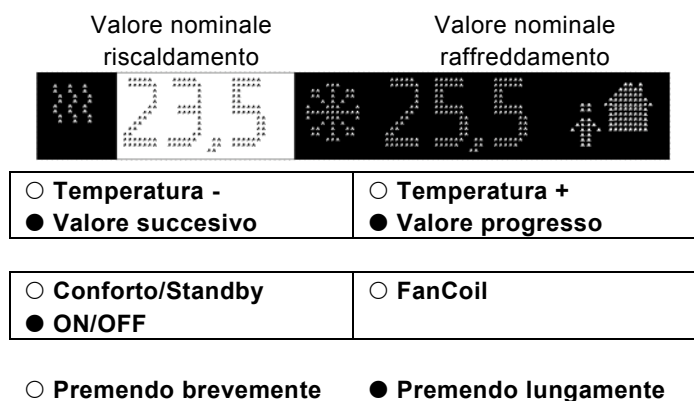 Valore nominale Valore nominale
riscaldamento raffreddamento
23,5 25,5
○ Temperatura - ○ Temperatura +
● Valore succesivo ● Valore progresso
○ Conforto/Standby ○ FanCoil
● ON/OFF
○ Premendo brevemente ● Premendo lungamente